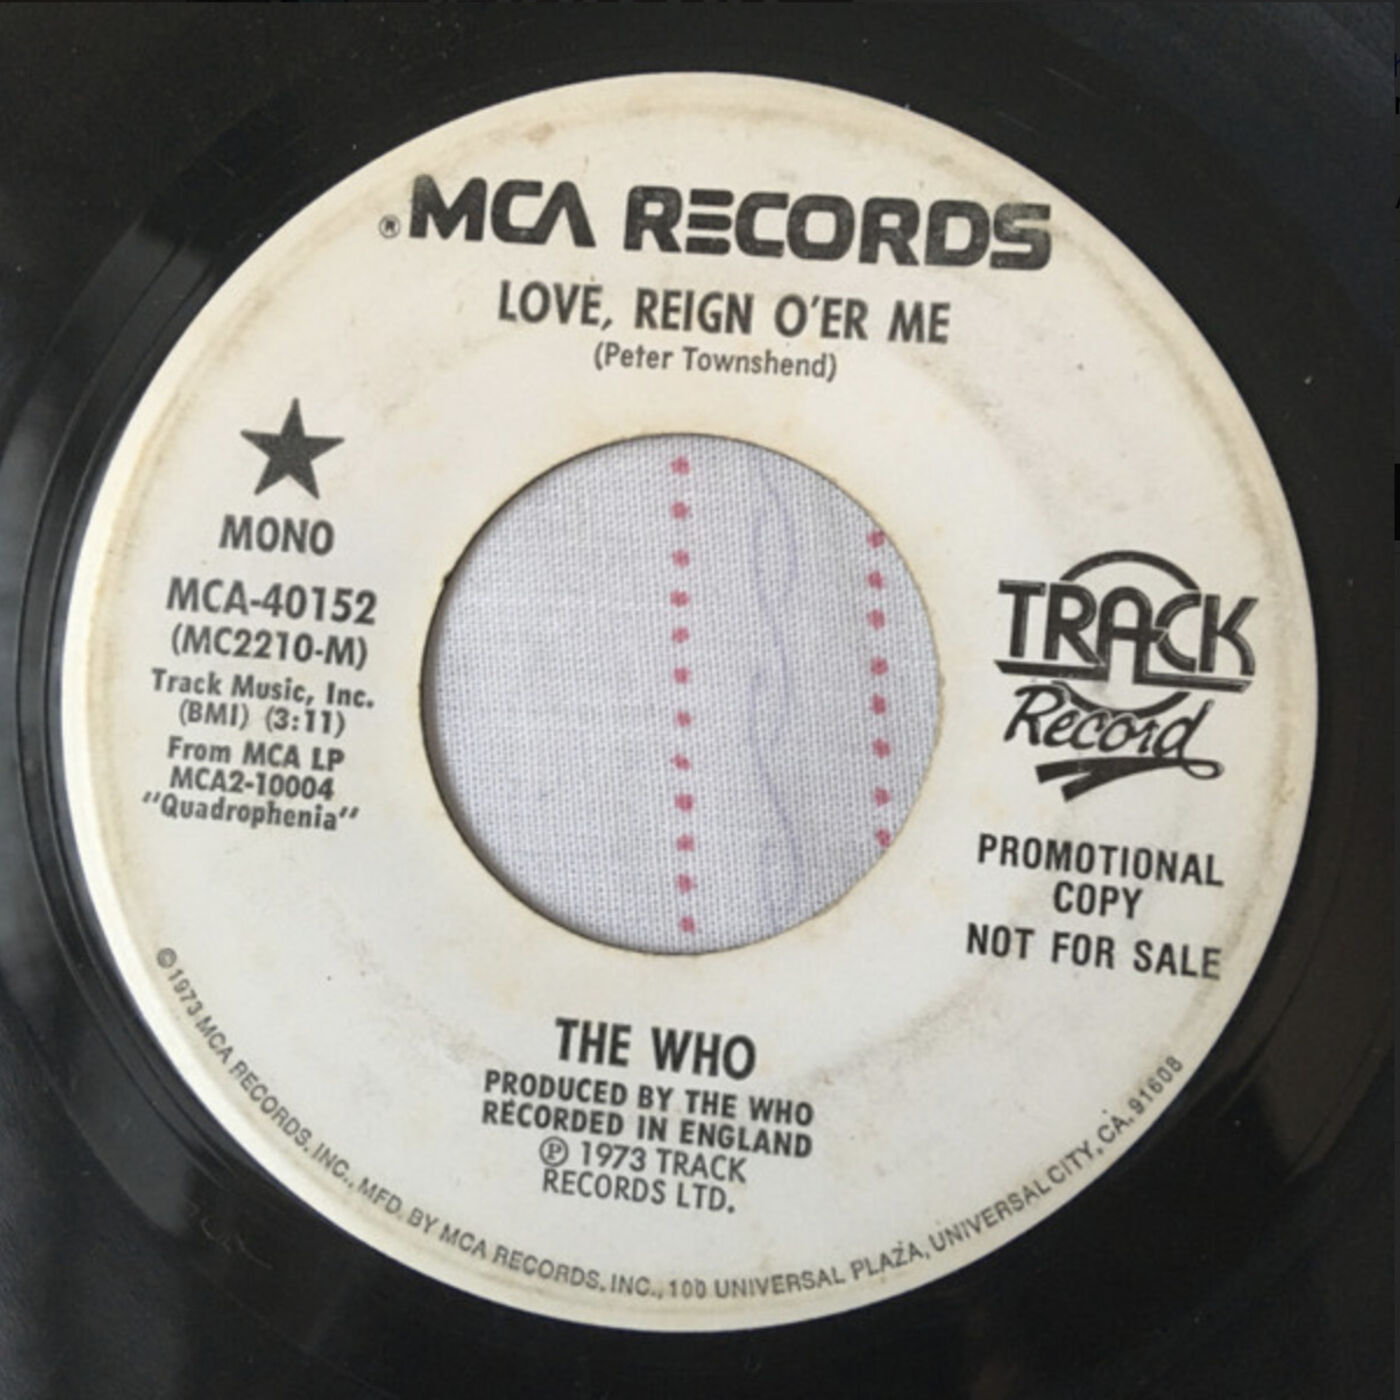 ® MCA RECORDS
LOVE, REIGN O'ER ME
(Peter Townshend)
MONO
MCA-40152
(MC2210-M)
Track Music, Inc.
(BMI) (3:11)
From MCA LP
MCA2-10004
"Quadrophenia"
TRACK
Record
PROMOTIONAL
COPY
NOT FOR SALE
THE WHO
PRODUCED BY THE WHO
RECORDED IN ENGLAND
℗ 1973 TRACK
RECORDS LTD.
©1973 MCA RECORDS, INC., MFD. BY MCA RECORDS, INC., 100 UNIVERSAL PLAZA, UNIVERSAL CITY, CA. 91608